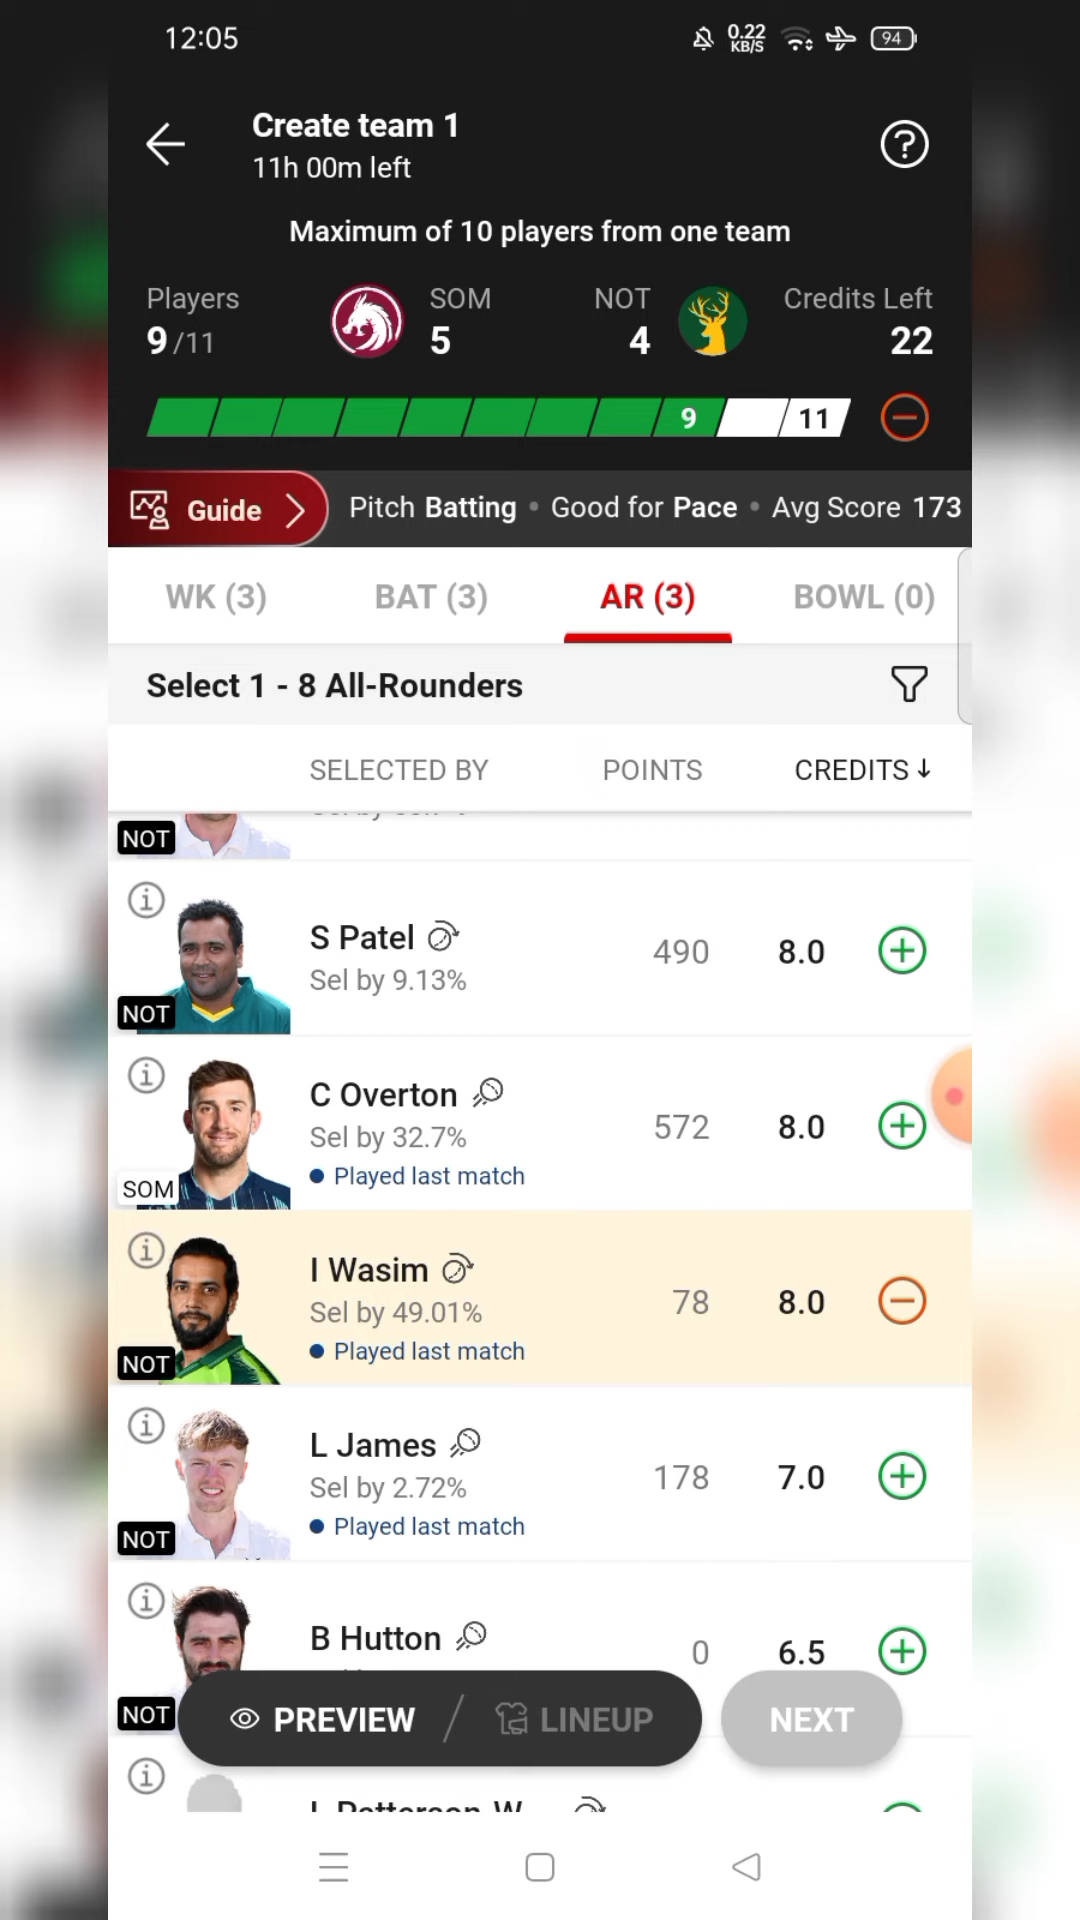 12:05
0.22
KB/S
94
Create team 1
11h 00m left
Maximum of 10 players from one team
Players
9/11
SOM
5
NOT
4
Credits Left
22
9
11
Guide
Pitch Batting • Good for Pace • Avg Score 173
WK (3)
BAT (3)
AR (3)
BOWL (0)
Select 1 - 8 All-Rounders
SELECTED BY
POINTS
CREDITS↓
NOT
S Patel
Sel by 9.13%
490
8.0
NOT
C Overton
Sel by 32.7%
Played last match
572
8.0
SOM
I Wasim
Sel by 49.01%
Played last match
78
8.0
NOT
L James
Sel by 2.72%
Played last match
178
7.0
NOT
B Hutton
0
6.5
NOT
PREVIEW / LINEUP
NEXT